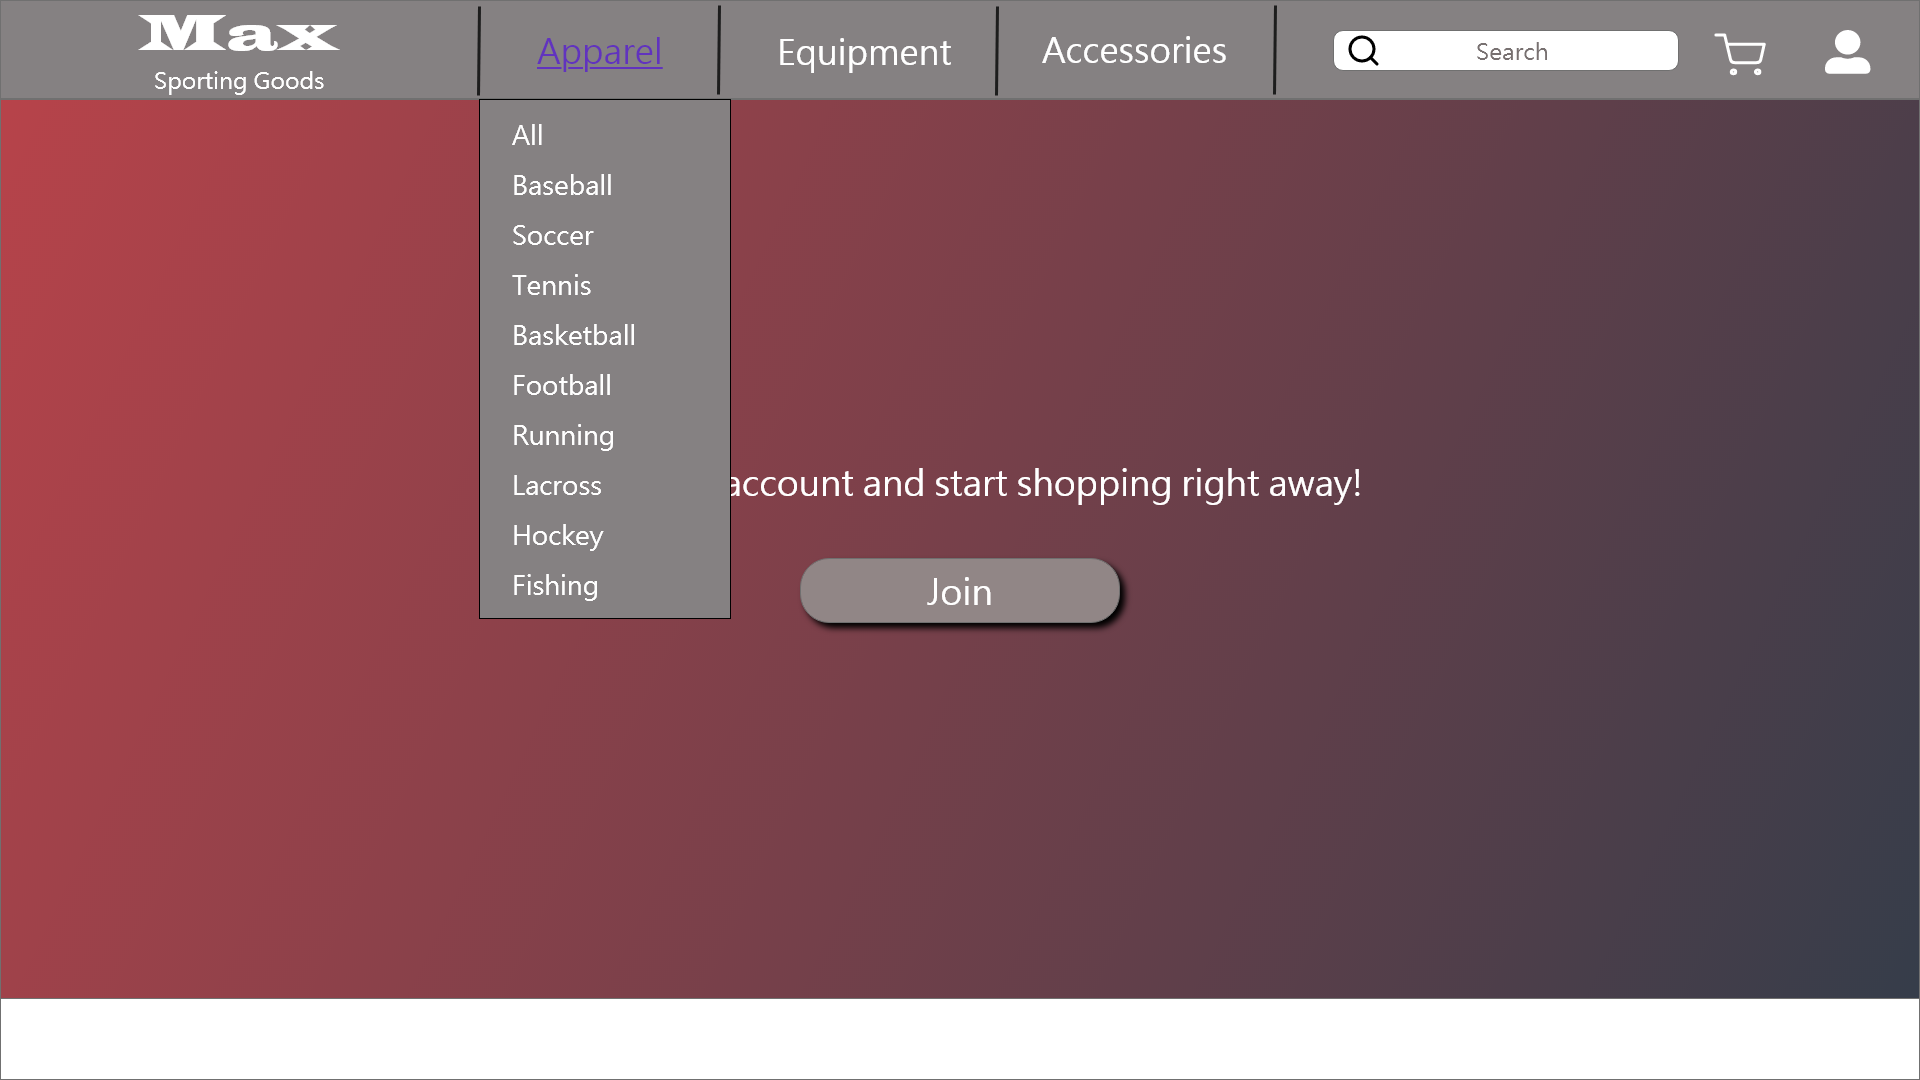 Max
Sporting Goods
Apparel
Equipment
Accessories
Search
All
Baseball
Soccer
Tennis
Basketball
Football
Running
Lacross
Hockey
Fishing
account and start shopping right away!
Join